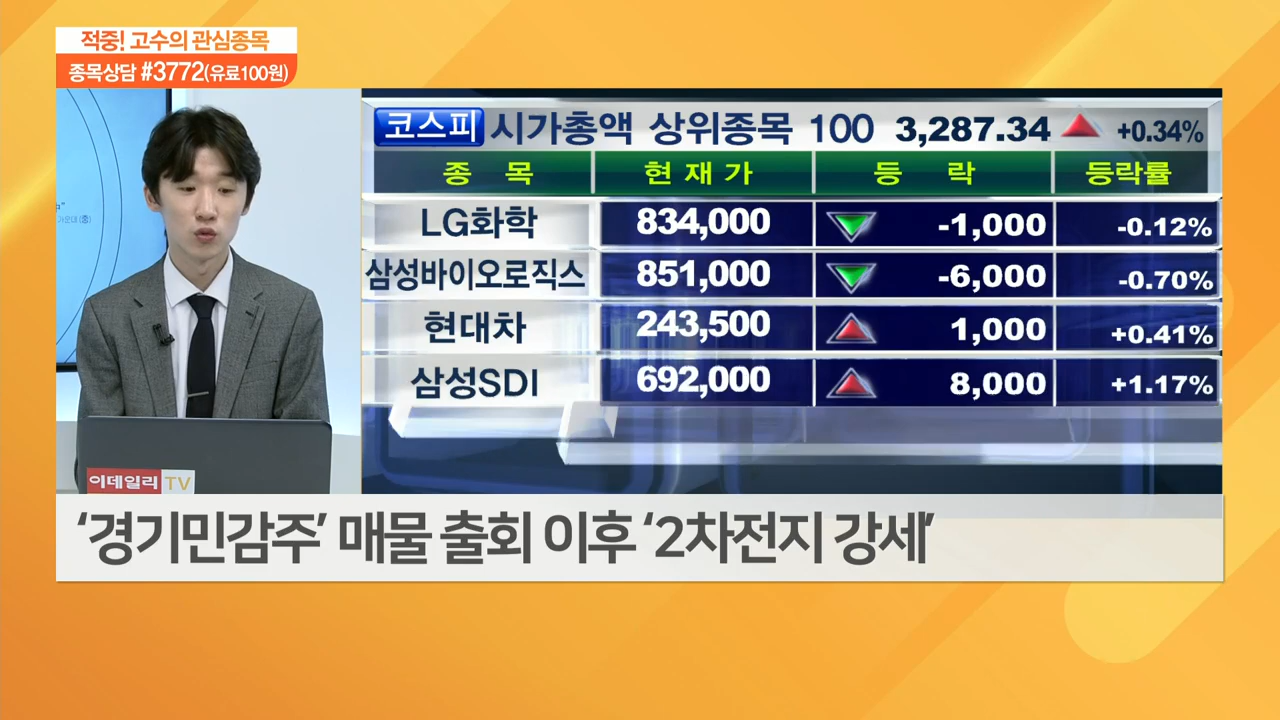 적중! 고수의 관심종목
종목상담 #3772(유료100원)
코스피 시가총액 상위종목 100 3,287.34 +0.34%
종 목 현재가 등 락 등락률
LG화학 834,000 -1,000 -0.12%
삼성바이오로직스 851,000 -6,000 -0.70%
현대차 243,500 1,000 +0.41%
삼성SDI 692,000 8,000 +1.17%
이데일리 TV
‘경기민감주’ 매물 출회 이후 ‘2차전지 강세’